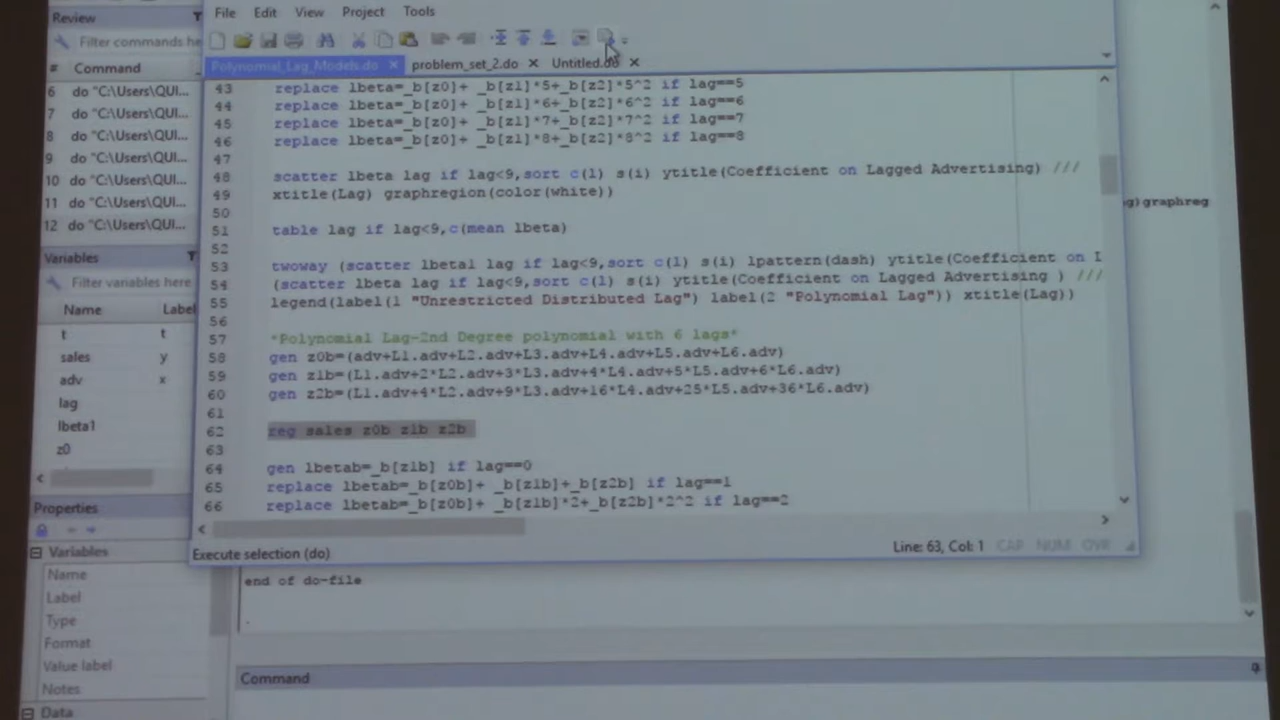 Review
Filter commands he
# Command
6 do "C:\Users\QUI...
7 do "C:\Users\QUI...
8 do "C:\Users\QUI...
9 do "C:\Users\QUI...
10 do "C:\Users\QUI...
11 do "C:\Users\QUI...
12 do "C:\Users\QUI...
Variables
Filter variables here
Name Label
t t
sales y
adv x
lag
lbeta1
z0
Properties
Variables
Name
Label
Type
Format
Value label
Notes
Data
File Edit View Project Tools
Polynomial_Lag_Models.do × problem_set_2.do × Untitled.do ×
43 replace lbeta=_b[z0]+ _b[z1]*5+_b[z2]*5^2 if lag==5
44 replace lbeta=_b[z0]+ _b[z1]*6+_b[z2]*6^2 if lag==6
45 replace lbeta=_b[z0]+ _b[z1]*7+_b[z2]*7^2 if lag==7
46 replace lbeta=_b[z0]+ _b[z1]*8+_b[z2]*8^2 if lag==8
47
48 scatter lbeta lag if lag<9,sort c(l) s(i) ytitle(Coefficient on Lagged Advertising) ///
49 xtitle(Lag) graphregion(color(white))
50
51 table lag if lag<9,c(mean lbeta)
52
53 twoway (scatter lbeta1 lag if lag<9,sort c(l) s(i) lpattern(dash) ytitle(Coefficient on L
54 (scatter lbeta lag if lag<9,sort c(l) s(i) ytitle(Coefficient on Lagged Advertising ) ///
55 legend(label(1 "Unrestricted Distributed Lag") label(2 "Polynomial Lag")) xtitle(Lag))
56
57 *Polynomial Lag-2nd Degree polynomial with 6 lags*
58 gen z0b=(adv+L1.adv+L2.adv+L3.adv+L4.adv+L5.adv+L6.adv)
59 gen z1b=(L1.adv+2*L2.adv+3*L3.adv+4*L4.adv+5*L5.adv+6*L6.adv)
60 gen z2b=(L1.adv+4*L2.adv+9*L3.adv+16*L4.adv+25*L5.adv+36*L6.adv)
61
62 reg sales z0b z1b z2b
63
64 gen lbetab=_b[z1b] if lag==0
65 replace lbetab=_b[z0b]+ _b[z1b]+_b[z2b] if lag==1
66 replace lbetab=_b[z0b]+ _b[z1b]*2+_b[z2b]*2^2 if lag==2
Execute selection (do) Line: 63, Col: 1 CAP NUM OVR
g) graphreg
end of do-file
.
Command